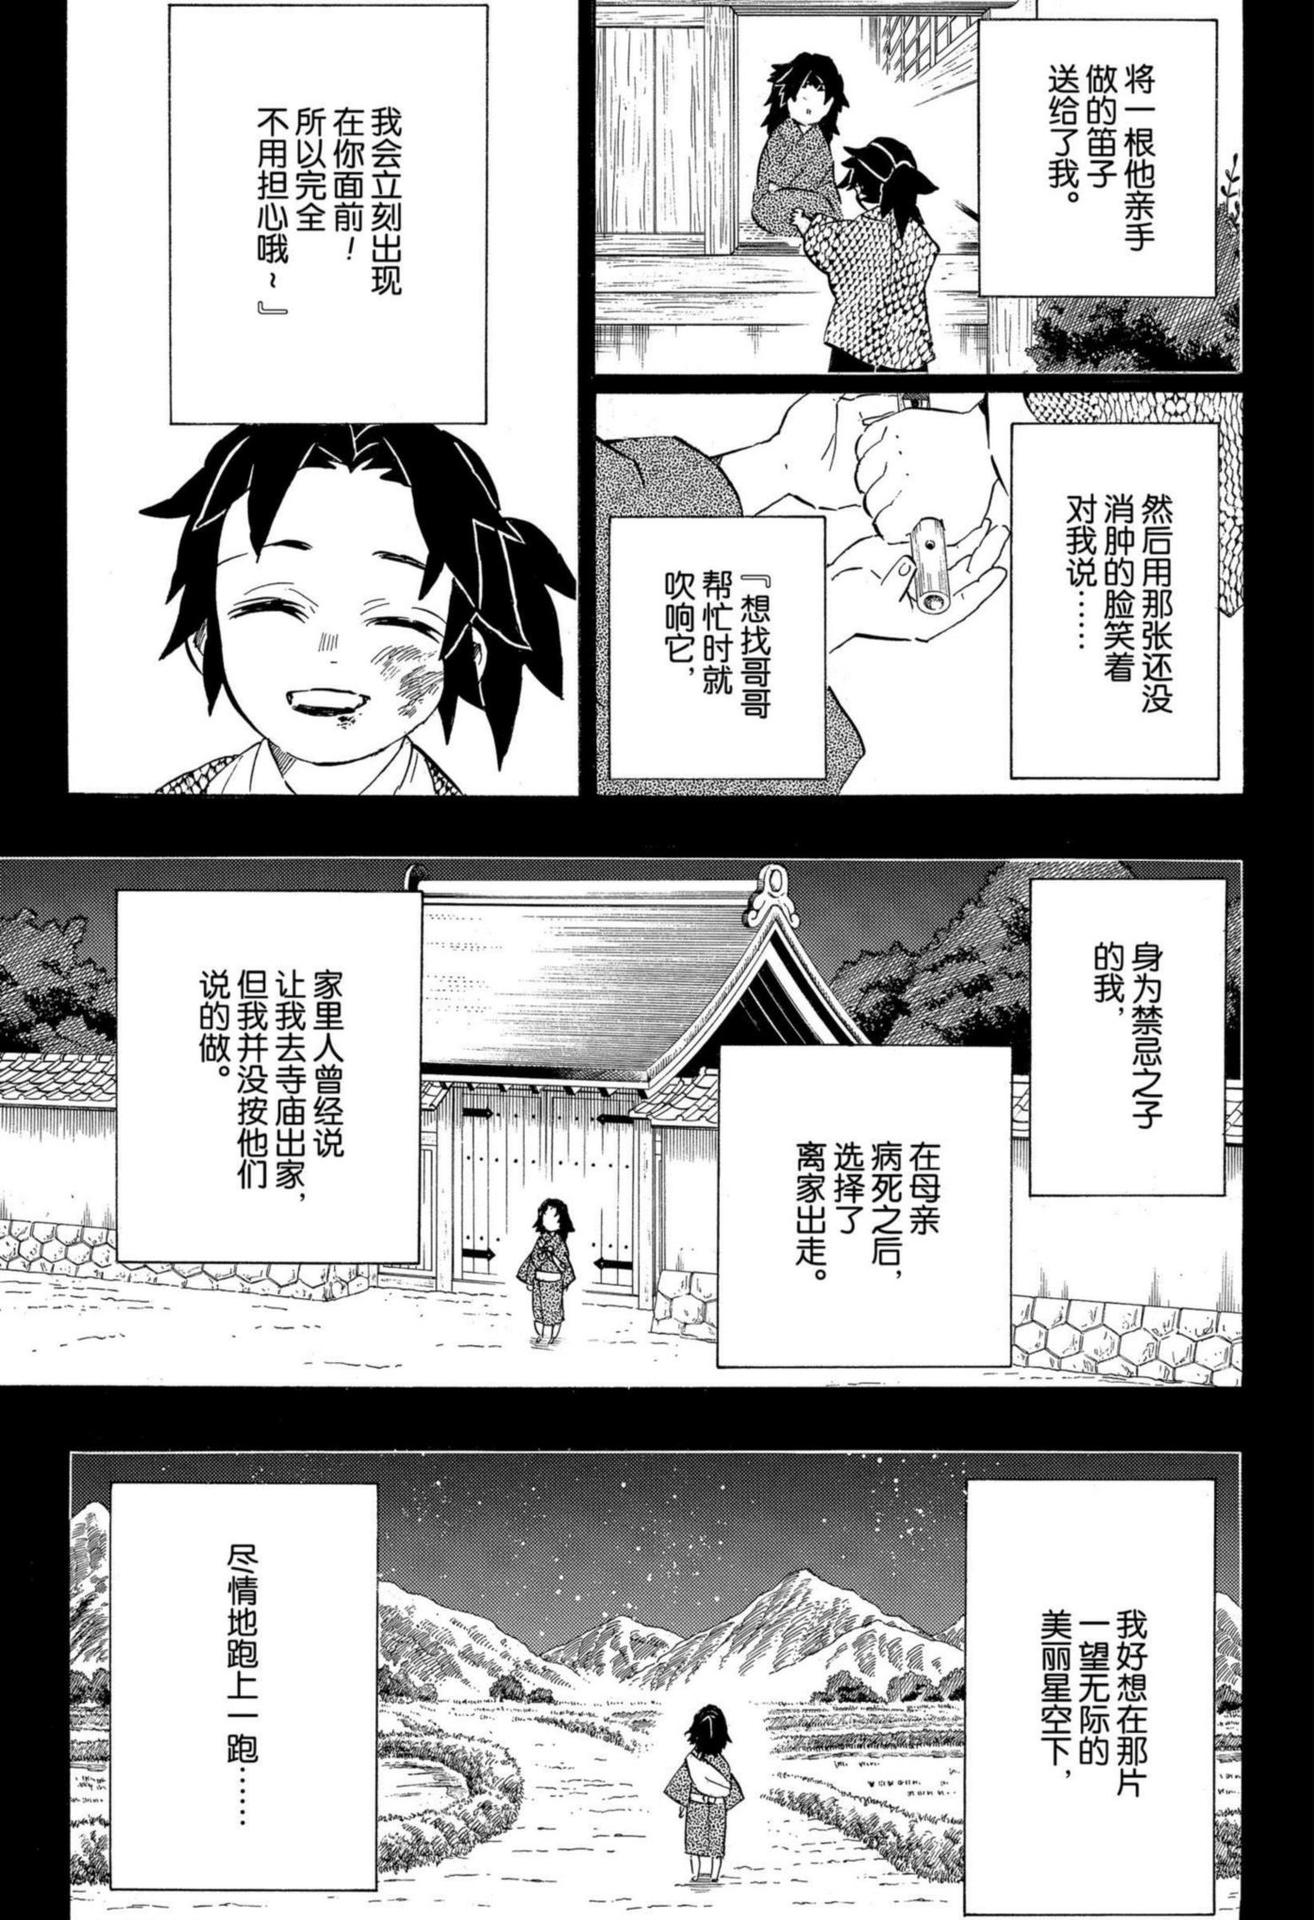 将一根他亲手
做的笛子
送给了我。
然后用那张还没
消肿的脸笑着
对我说……
『想找哥哥
帮忙时就
吹响它，
我会立刻出现
在你面前！
所以完全
不用担心哦~』
身为禁忌之子
的我，
在母亲
病死之后，
选择了
离家出走。
家里人曾经说
让我去寺庙出家，
但我并没按他们
说的做。
我好想在那片
一望无际的
美丽星空下，
尽情地跑上一跑……